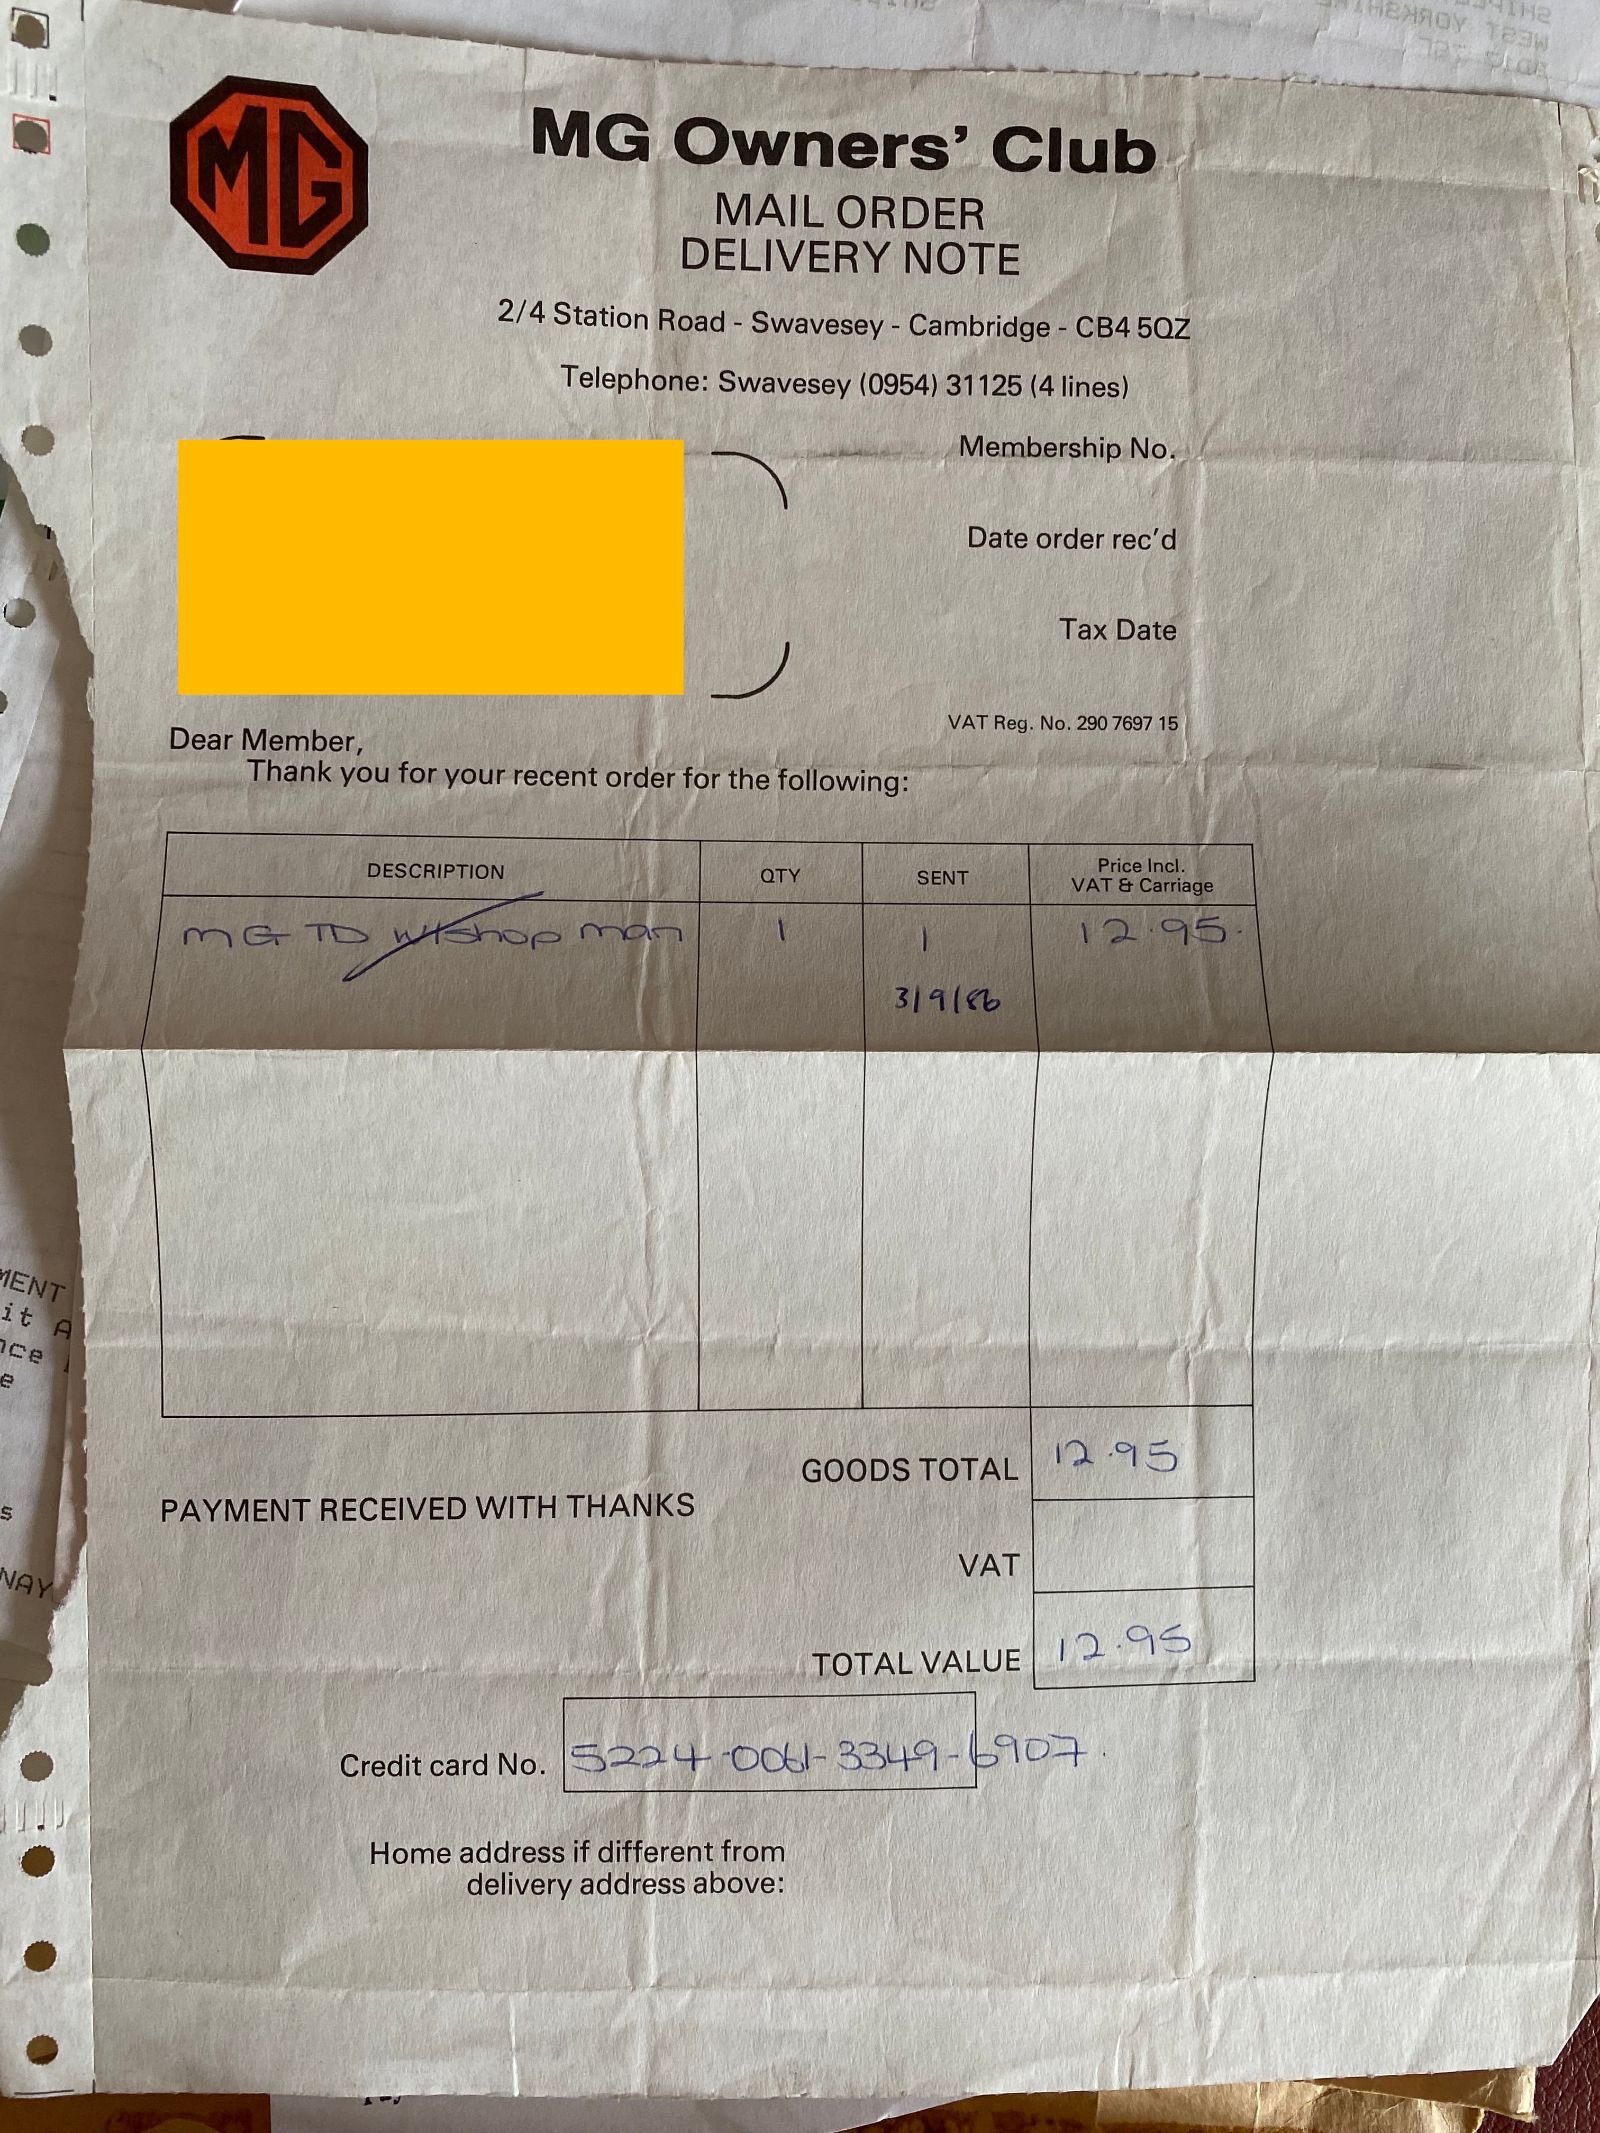 MG
MG Owners' Club
MAIL ORDER
DELIVERY NOTE
2/4 Station Road - Swavesey - Cambridge - CB4 5QZ
Telephone: Swavesey (0954) 31125 (4 lines)
Membership No.
Date order rec'd
Tax Date
VAT Reg. No. 290 7697 15
Dear Member,
Thank you for your recent order for the following:
DESCRIPTION QTY SENT Price Incl. VAT & Carriage
MG TD W/shop man 1 1 12.95.
3/9/86
GOODS TOTAL 12.95
PAYMENT RECEIVED WITH THANKS
VAT
TOTAL VALUE 12.95
Credit card No. 5224-0061-3349-6907.
Home address if different from
delivery address above:
MENT
it A
nce
e
s
NAY